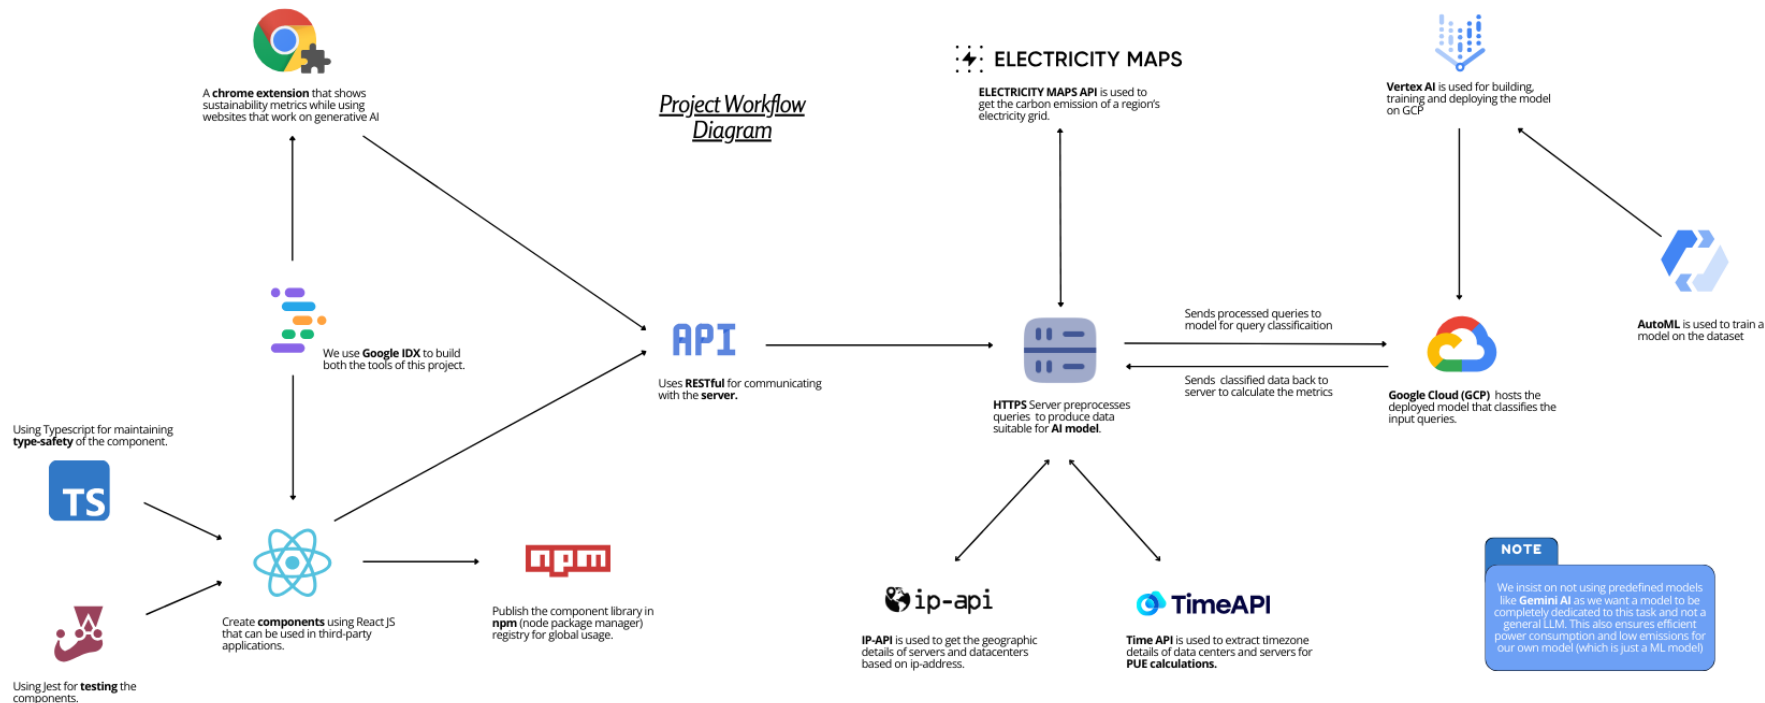 A chrome extension that shows
sustainability metrics while using
websites that work on generative AI
Project Workflow
Diagram
ELECTRICITY MAPS
ELECTRICITY MAPS API is used to
get the carbon emission of a region's
electricity grid.
Vertex AI is used for building,
training and deploying the model
on GCP
We use Google IDX to build
both the tools of this project.
API
Uses RESTful for communicating
with the server.
Sends processed queries to
model for query classificaition
Sends classified data back to
server to calculate the metrics
HTTPS Server preprocesses
queries to produce data
suitable for AI model.
Google Cloud (GCP) hosts the
deployed model that classifies the
input queries.
AutoML is used to train a
model on the dataset
Using Typescript for maintaining
type-safety of the component.
TS
Using Jest for testing the
components.
Create components using React JS
that can be used in third-party
applications.
npm
Publish the component library in
npm (node package manager)
registry for global usage.
ip-api
IP-API is used to get the geographic
details of servers and datacenters
based on ip-address.
TimeAPI
Time API is used to extract timezone
details of data centers and servers for
PUE calculations.
NOTE
We insist on not using predefined models
like Gemini AI as we want a model to be
completely dedicated to this task and not a
general LLM. This also ensures efficient
power consumption and low emissions for
our own model (which is just a ML model)